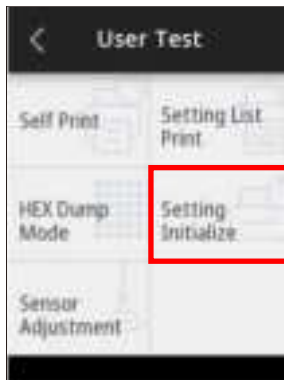 User Test
Self Print
Setting List
Print
HEX Dump
Mode
Setting
Initialize
Sensor
Adjustment